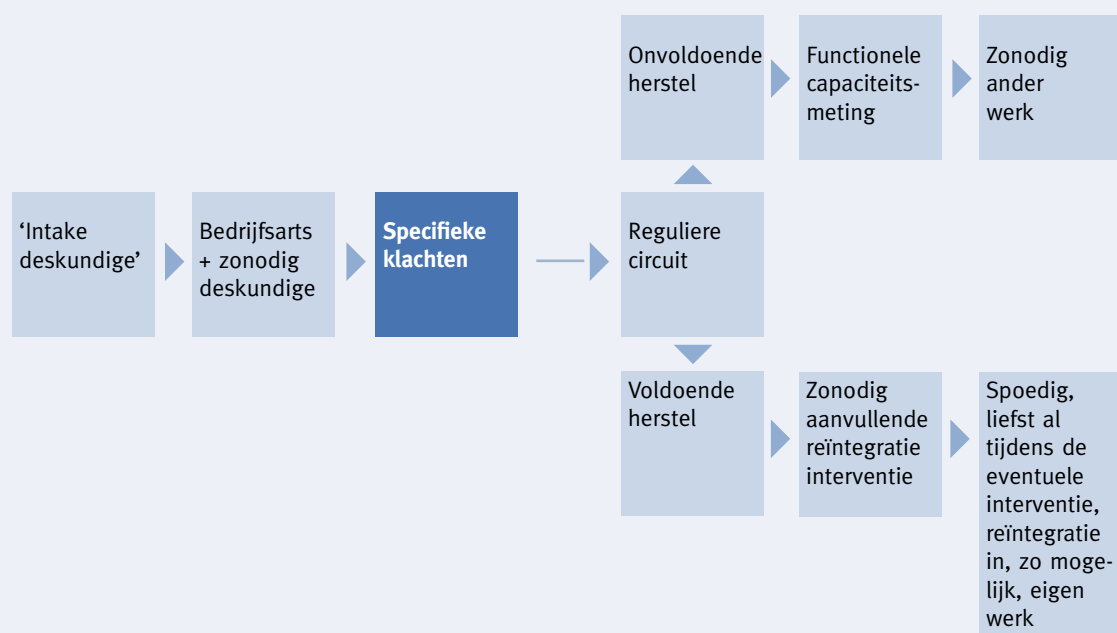 Onvoldoende
herstel
Functionele
capaciteits-
meting
Zonodig
ander
werk
‘Intake
deskundige’
Bedrijfsarts
+ zonodig
deskundige
Specifieke
klachten
Reguliere
circuit
Voldoende
herstel
Zonodig
aanvullende
reïntegratie
interventie
Spoedig,
liefst al
tijdens de
eventuele
interventie,
reïntegratie
in, zo moge-
lijk, eigen
werk